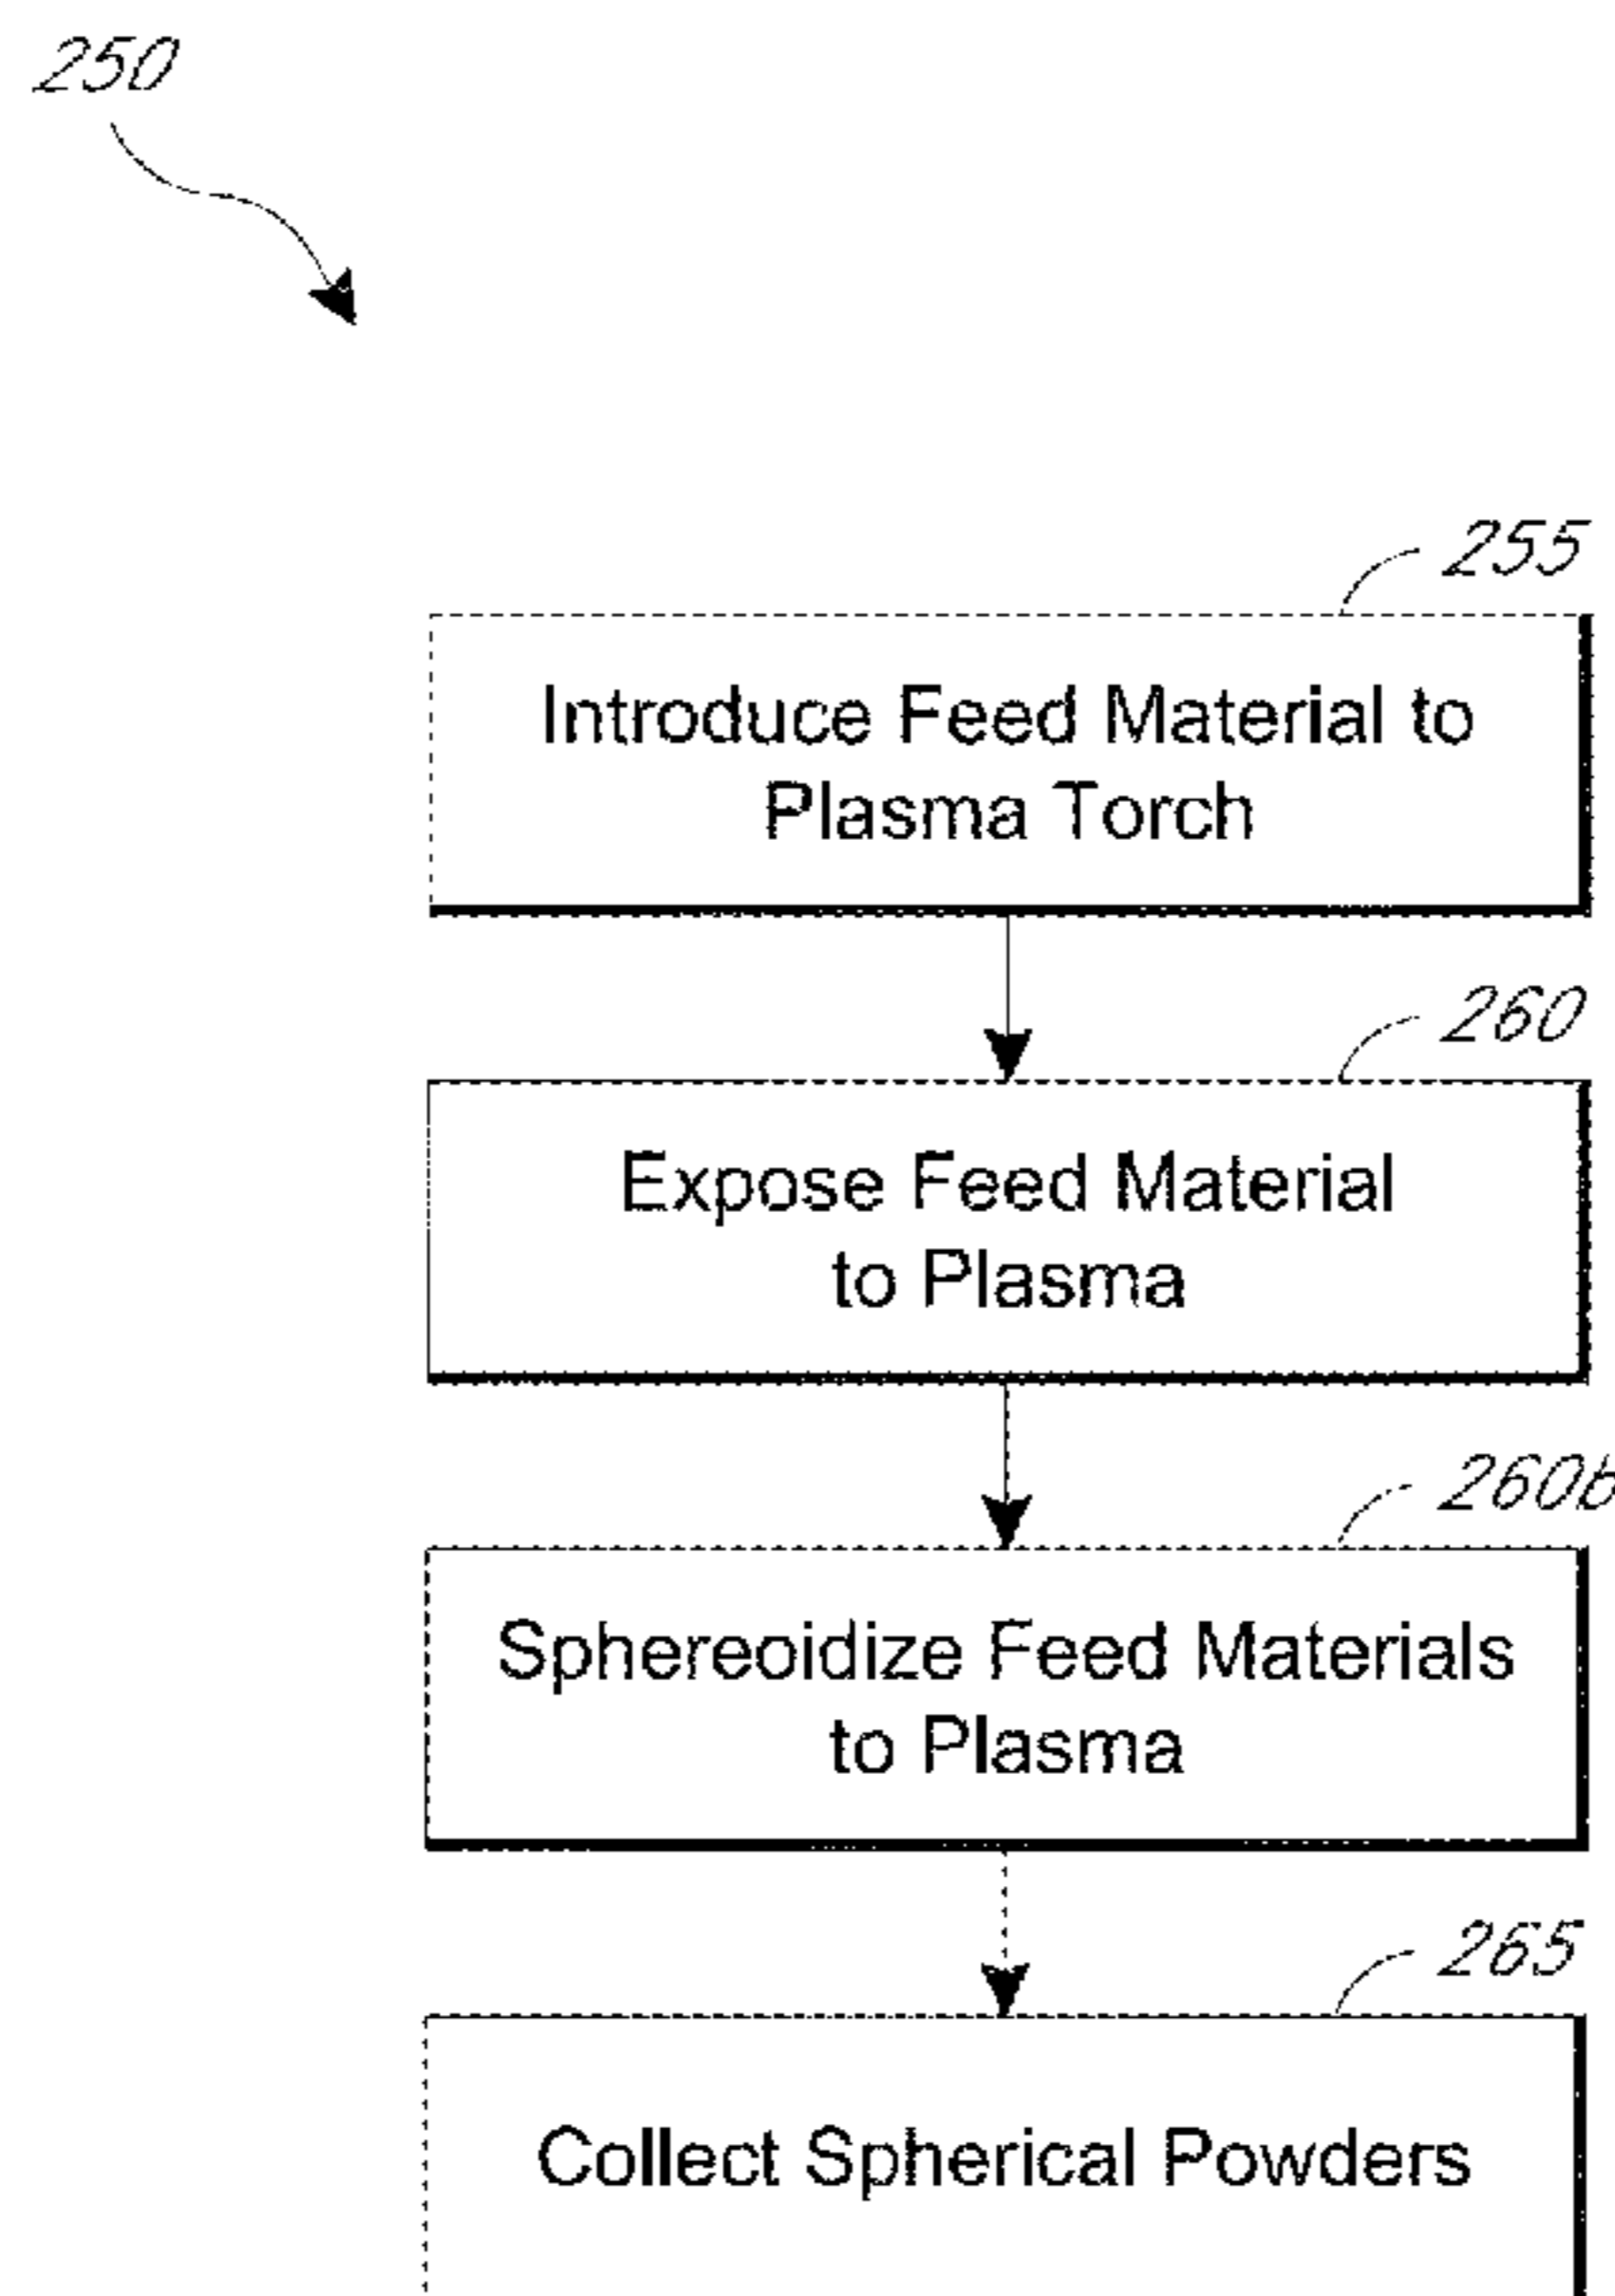 250
255
Introduce Feed Material to
Plasma Torch
260
Expose Feed Material
to Plasma
260b
Sphereoidize Feed Materials
to Plasma
265
Collect Spherical Powders